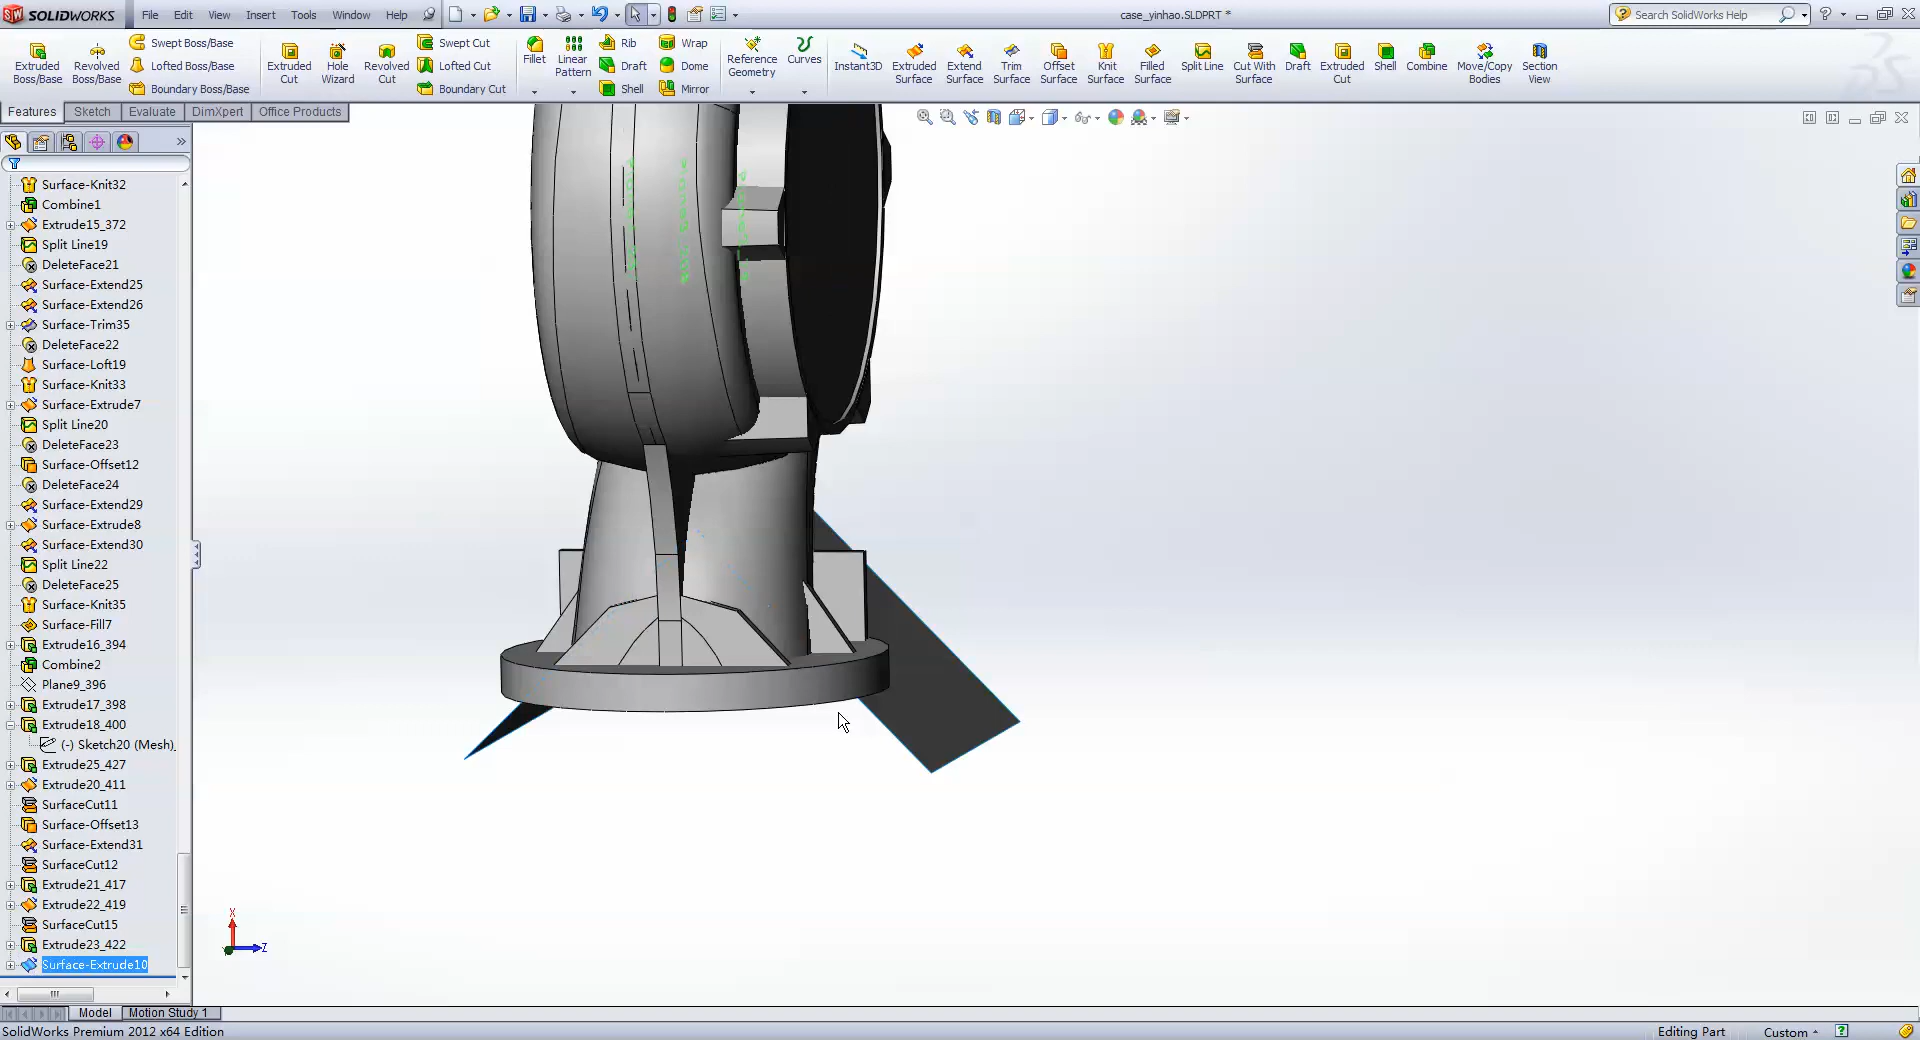 SOLIDWORKS File Edit View Insert Tools Window Help case_yinhao.SLDPRT * Search SolidWorks Help
Extruded Boss/Base
Revolved Boss/Base
Swept Boss/Base
Lofted Boss/Base
Boundary Boss/Base
Extruded Cut
Hole Wizard
Revolved Cut
Swept Cut
Lofted Cut
Boundary Cut
Fillet
Linear Pattern
Rib
Draft
Shell
Wrap
Dome
Mirror
Reference Geometry
Curves
Instant3D
Extruded Surface
Extend Surface
Trim Surface
Offset Surface
Knit Surface
Filled Surface
Split Line
Cut With Surface
Draft
Extruded Cut
Shell
Combine
Move/Copy Bodies
Section View
Features Sketch Evaluate DimXpert Office Products
Surface-Knit32
Combine1
Extrude15_372
Split Line19
DeleteFace21
Surface-Extend25
Surface-Extend26
Surface-Trim35
DeleteFace22
Surface-Loft19
Surface-Knit33
Surface-Extrude7
Split Line20
DeleteFace23
Surface-Offset12
DeleteFace24
Surface-Extend29
Surface-Extrude8
Surface-Extend30
Split Line22
DeleteFace25
Surface-Knit35
Surface-Fill7
Extrude16_394
Combine2
Plane9_396
Extrude17_398
Extrude18_400
(-) Sketch20 (Mesh)_
Extrude25_427
Extrude20_411
SurfaceCut11
Surface-Offset13
Surface-Extend31
SurfaceCut12
Extrude21_417
Extrude22_419
SurfaceCut15
Extrude23_422
Surface-Extrude10
X
Z
Model Motion Study 1
SolidWorks Premium 2012 x64 Edition Editing Part Custom